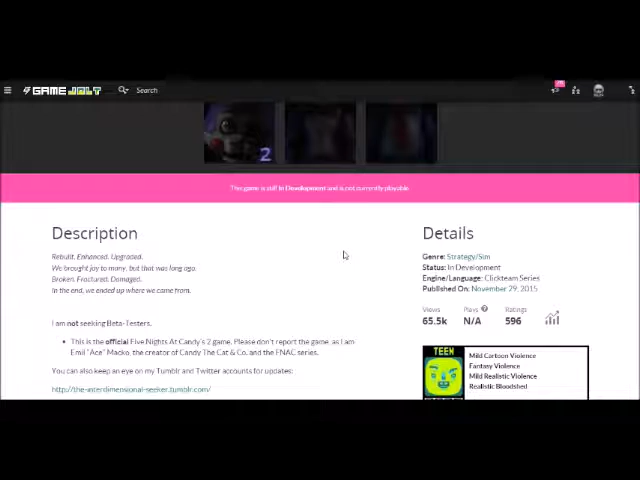 GAME JOLT
Search
2
This game is still In Development and is not currently playable
Description
Details
Rebuilt. Enhanced. Upgraded.
We brought joy to many, but that was long ago.
Broken. Fractured. Damaged.
In the end, we ended up where we came from.
Genre: Strategy/Sim
Status: In Development
Engine/Language: Clickteam Series
Published On: November 29, 2015
Views
Plays
Ratings
65.5k
N/A
596
I am not seeking Beta-Testers.
This is the official Five Nights At Candy's 2 game. Please don't report the game, as I am
Emil "Ace" Macko, the creator of Candy The Cat & Co. and the FNAC series.
You can also keep an eye on my Tumblr and Twitter accounts for updates:
http://the-interdimensional-seeker.tumblr.com/
TEEN
Mild Cartoon Violence
Fantasy Violence
Mild Realistic Violence
Realistic Bloodshed